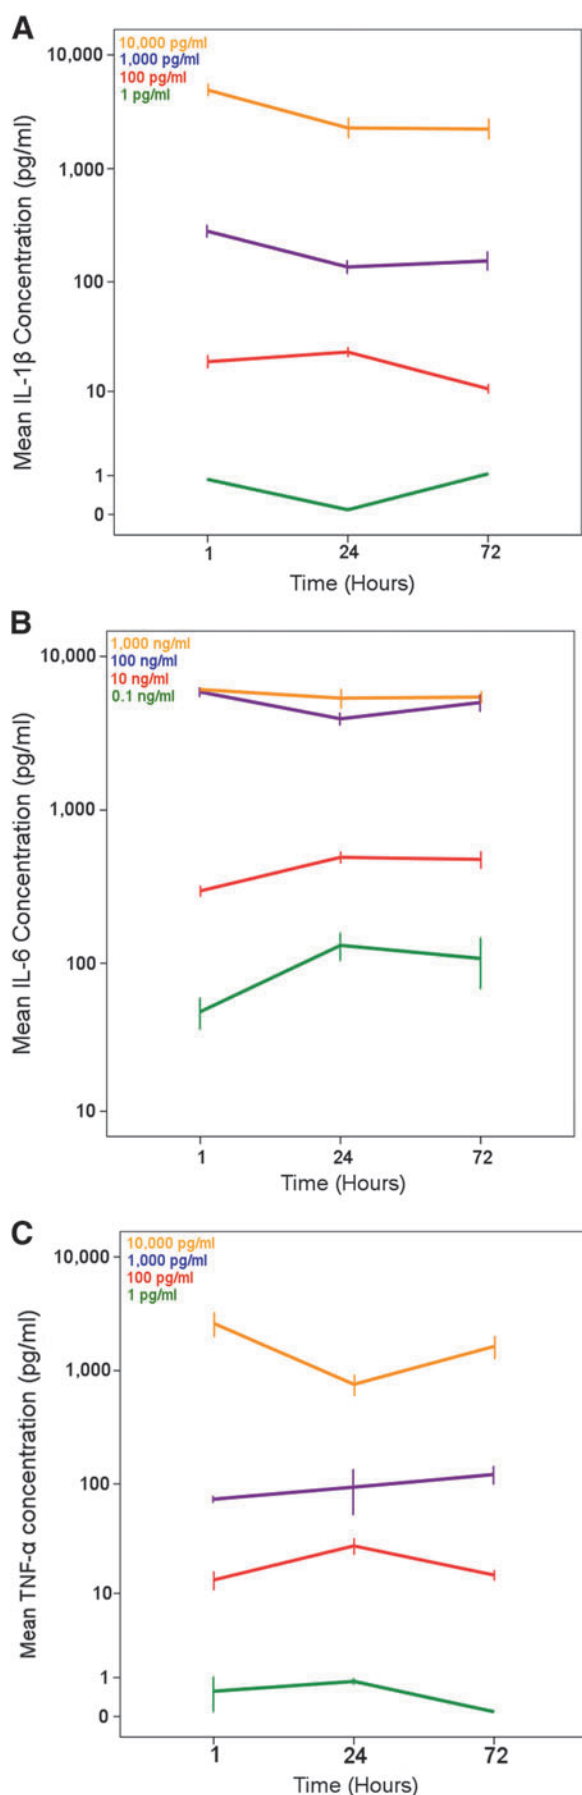 A
10,000 pg/ml
1,000 pg/ml
100 pg/ml
1 pg/ml
Mean IL-1β Concentration (pg/ml)
10,000
1,000
100
10
1
0
1 24 72
Time (Hours)
B
1,000 ng/ml
100 ng/ml
10 ng/ml
0.1 ng/ml
Mean IL-6 Concentration (pg/ml)
10,000
1,000
100
10
1 24 72
Time (Hours)
C
10,000 pg/ml
1,000 pg/ml
100 pg/ml
1 pg/ml
Mean TNF-α concentration (pg/ml)
10,000
1,000
100
10
1
0
1 24 72
Time (Hours)